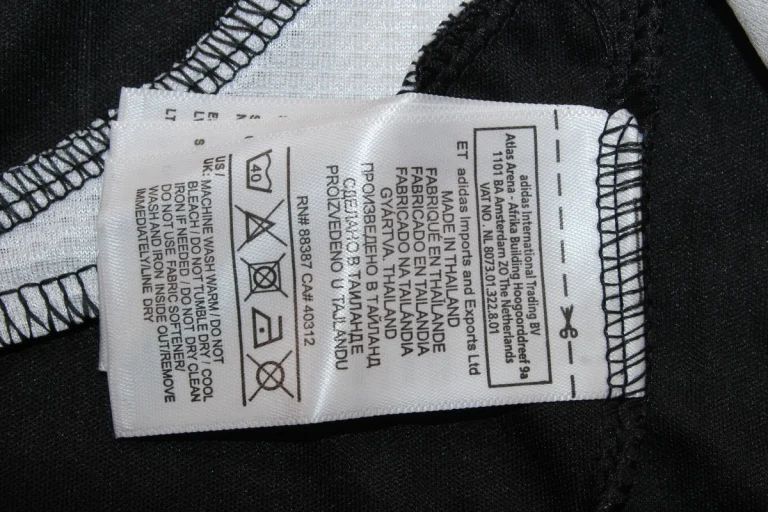 adidas International Trading BV
Atlas Arena - Afrika Building Hoogoorddreef 9a
1101 BA Amsterdam ZO The Netherlands
VAT NO. NL 8073.01.322.B.01
ET adidas Imports and Exports Ltd
MADE IN THAILAND
FABRIQUÉ EN THAÏLANDE
FABRICADO EN TAILANDIA
FABRICADO NA TAILÂNDIA
GYÁRTVA, THAILAND
ПРОИЗВЕДЕНО В ТАЙЛАНД
СДЕЛАНО В ТАИЛАНДЕ
PROIZVEDENO U TAJLANDU
RN# 88387 CA# 40312
40
US /
UK: MACHINE WASH WARM / DO NOT
BLEACH / DO NOT TUMBLE DRY / COOL
IRON IF NEEDED / DO NOT DRY CLEAN
DO NOT USE FABRIC SOFTENER/
WASH AND IRON INSIDE OUT/REMOVE
IMMEDIATELY/LINE DRY